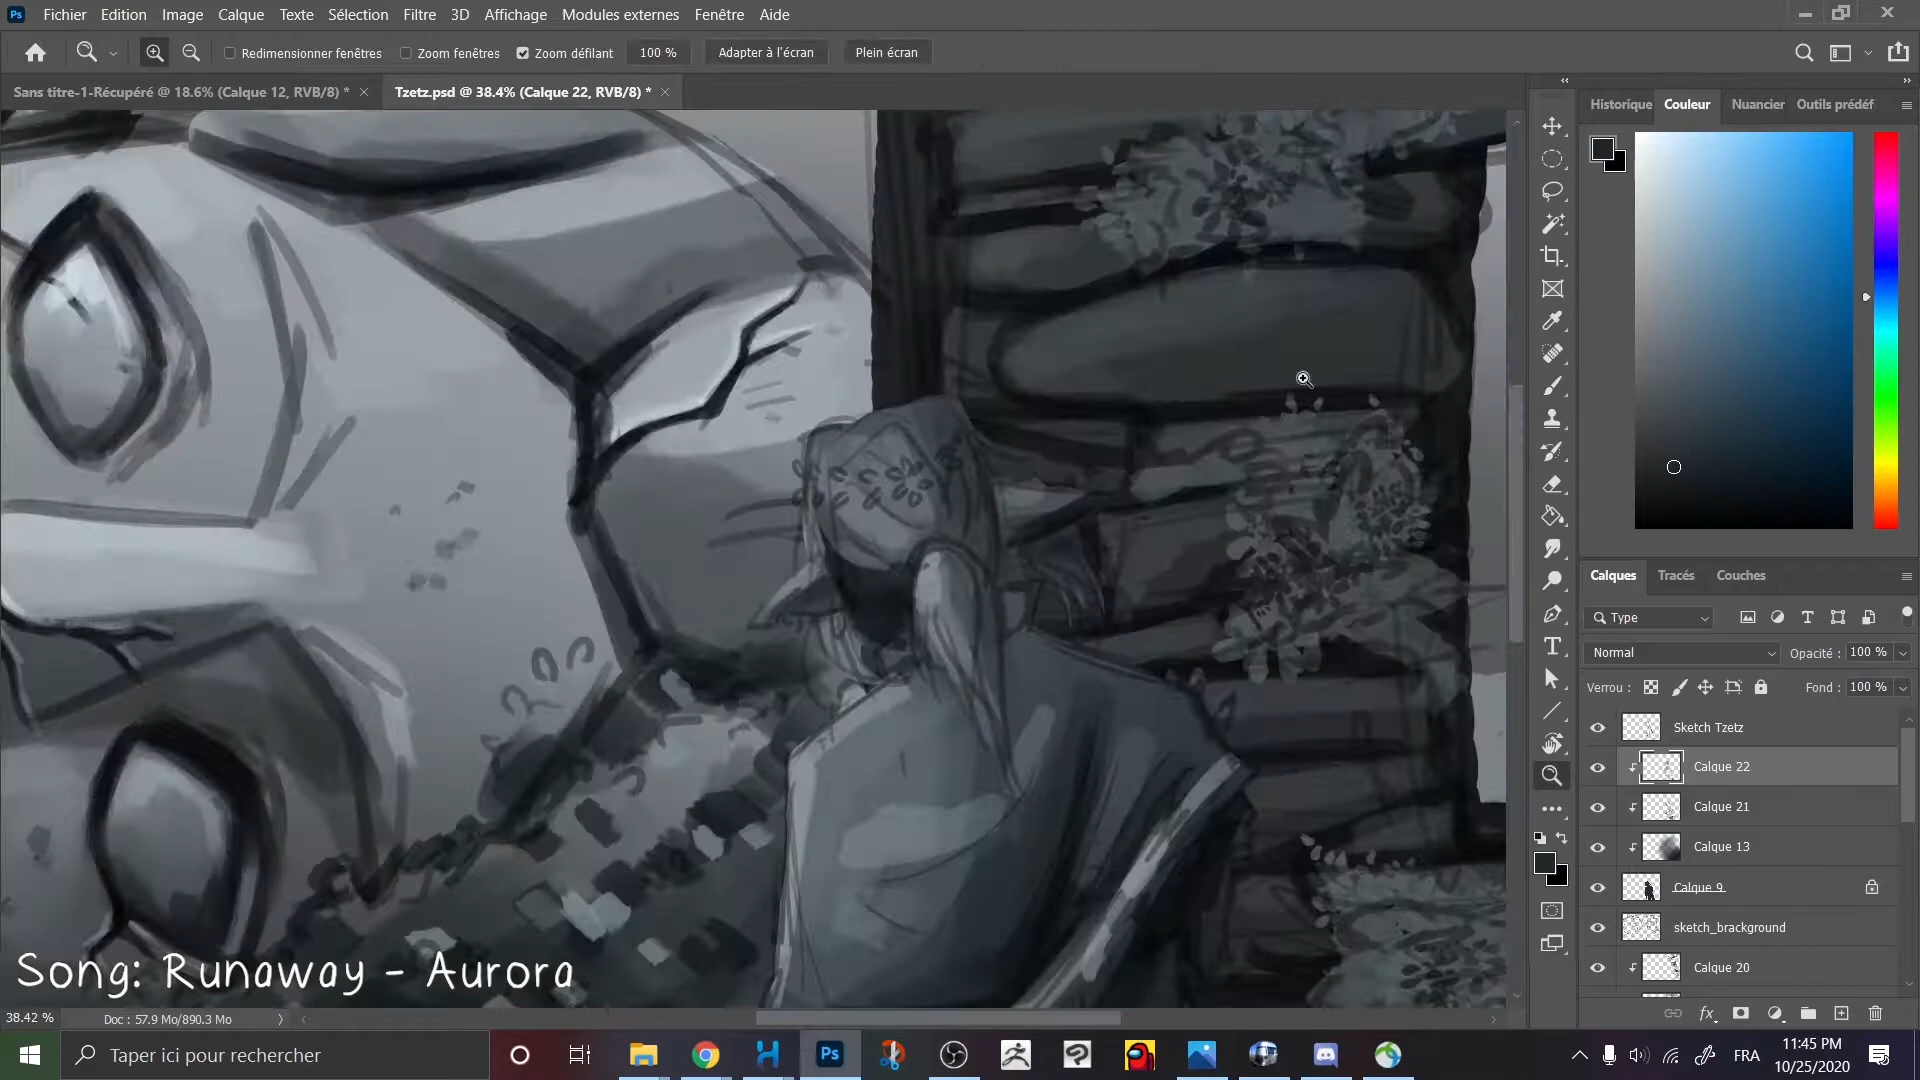 Ps Fichier Edition Image Calque Texte Sélection Filtre 3D Affichage Modules externes Fenêtre Aide
Redimensionner fenêtres Zoom fenêtres Zoom défilant 100 % Adapter à l'écran Plein écran
Sans titre-1-Récupéré @ 18.6% (Calque 12, RVB/8) * Tzetz.psd @ 38.4% (Calque 22, RVB/8) *
Historique Couleur Nuancier Outils prédéf
Calques Tracés Couches
Type
Normal Opacité : 100 %
Verrou : Fond : 100 %
Sketch Tzetz
Calque 22
Calque 21
Calque 13
Calque 9
sketch_brackground
Calque 20
Song: Runaway - Aurora
38.42 % Doc : 57.9 Mo/890.3 Mo
Taper ici pour rechercher
Ps
FRA
11:45 PM
10/25/2020